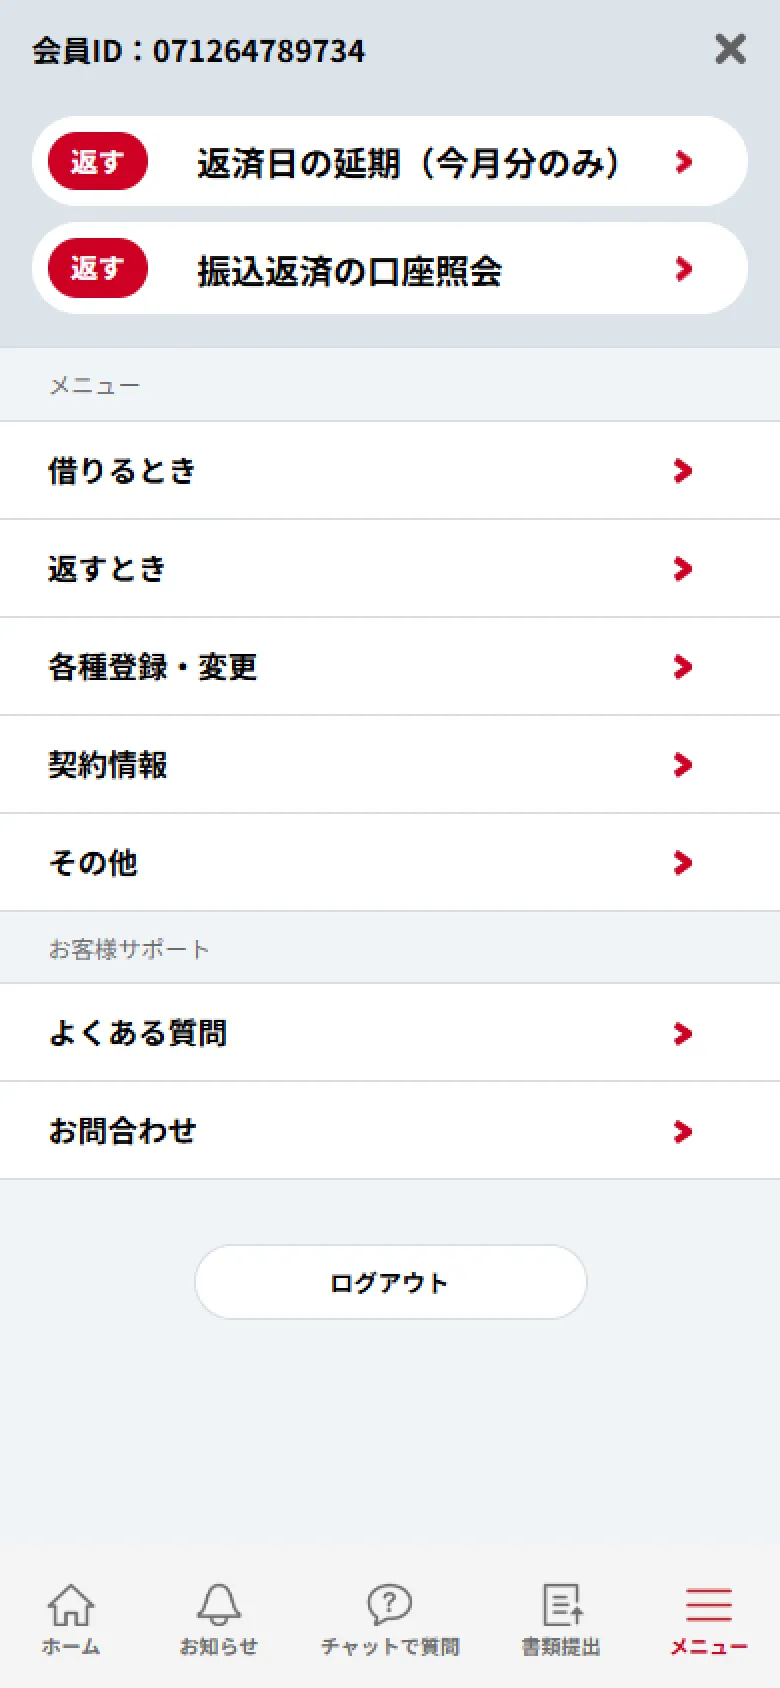 会員ID：071264789734
返す 返済日の延期（今月分のみ）
返す 振込返済の口座照会
メニュー
借りるとき
返すとき
各種登録・変更
契約情報
その他
お客様サポート
よくある質問
お問合わせ
ログアウト
ホーム お知らせ チャットで質問 書類提出 メニュー